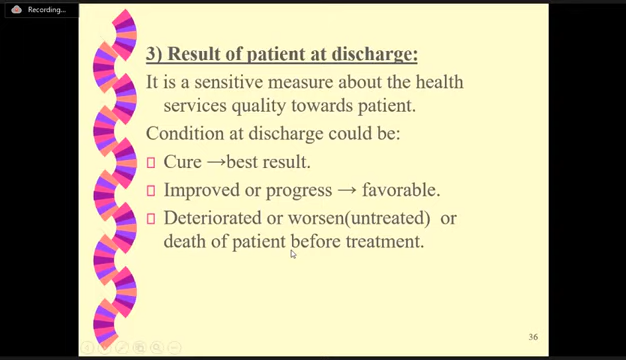 Recording...
3) Result of patient at discharge:
It is a sensitive measure about the health
services quality towards patient.
Condition at discharge could be:
Cure →best result.
Improved or progress → favorable.
Deteriorated or worsen(untreated) or
death of patient before treatment.
36